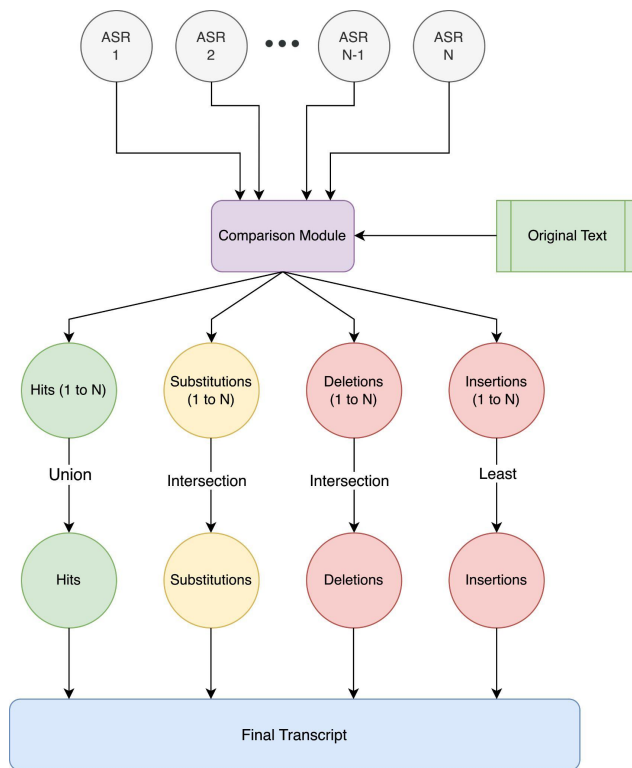 ASR
1
ASR
2
•••
ASR
N-1
ASR
N
Comparison Module
Original Text
Hits (1 to N)
Substitutions
(1 to N)
Deletions
(1 to N)
Insertions
(1 to N)
Union
Intersection
Intersection
Least
Hits
Substitutions
Deletions
Insertions
Final Transcript